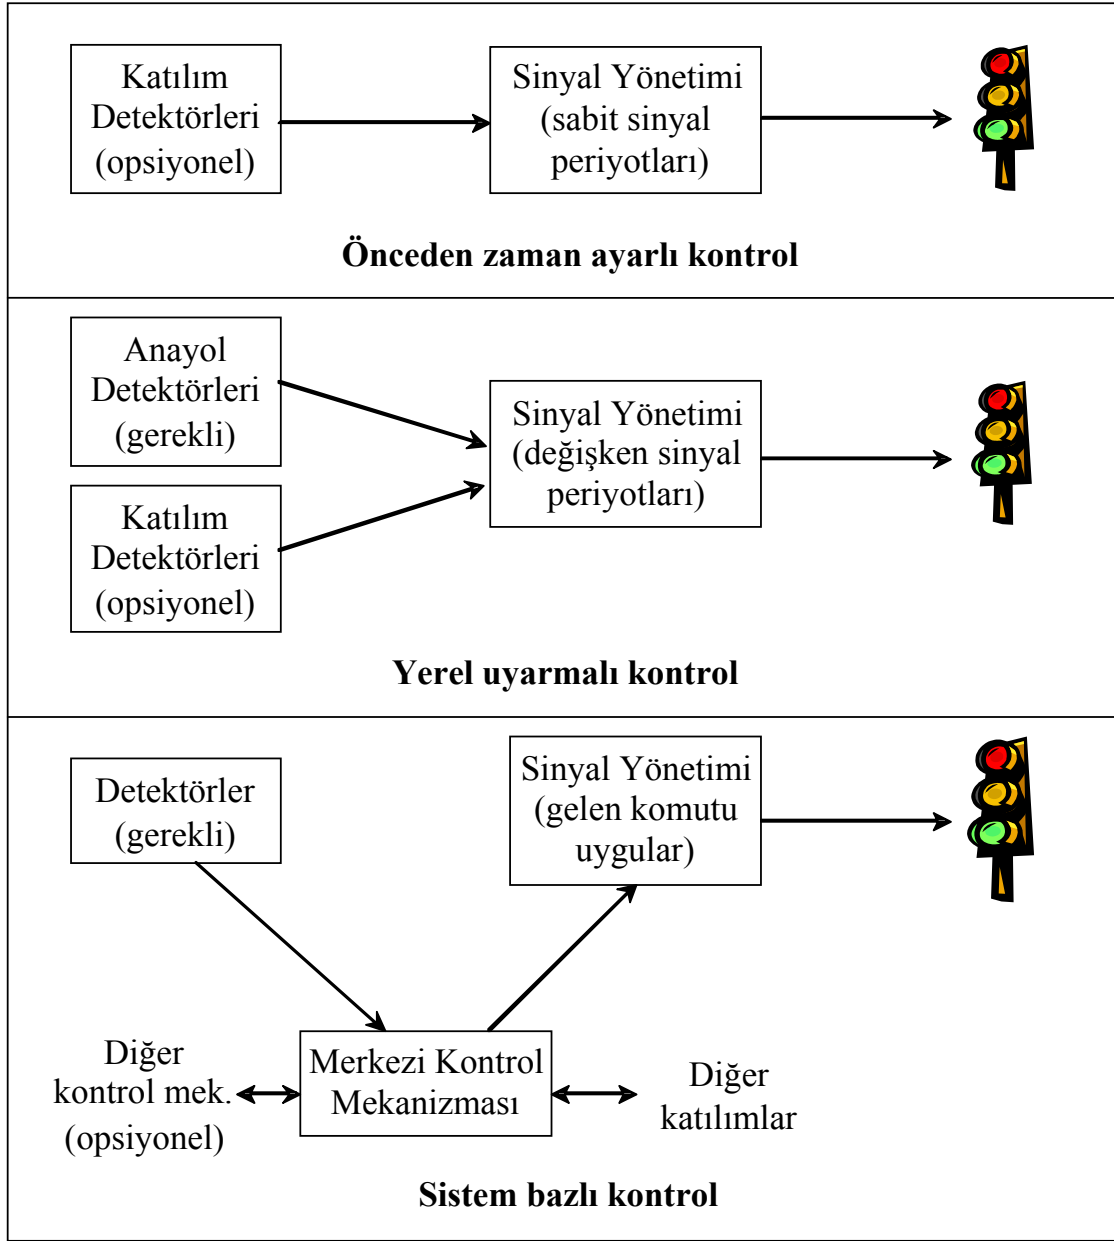 Katılım
Detektörleri
(opsiyonel)
Sinyal Yönetimi
(sabit sinyal
periyotları)
Önceden zaman ayarlı kontrol
Anayol
Detektörleri
(gerekli)
Katılım
Detektörleri
(opsiyonel)
Sinyal Yönetimi
(değişken sinyal
periyotları)
Yerel uyarmalı kontrol
Detektörler
(gerekli)
Sinyal Yönetimi
(gelen komutu
uygular)
Diğer
kontrol mek.
(opsiyonel)
Merkezi Kontrol
Mekanizması
Diğer
katılımlar
Sistem bazlı kontrol